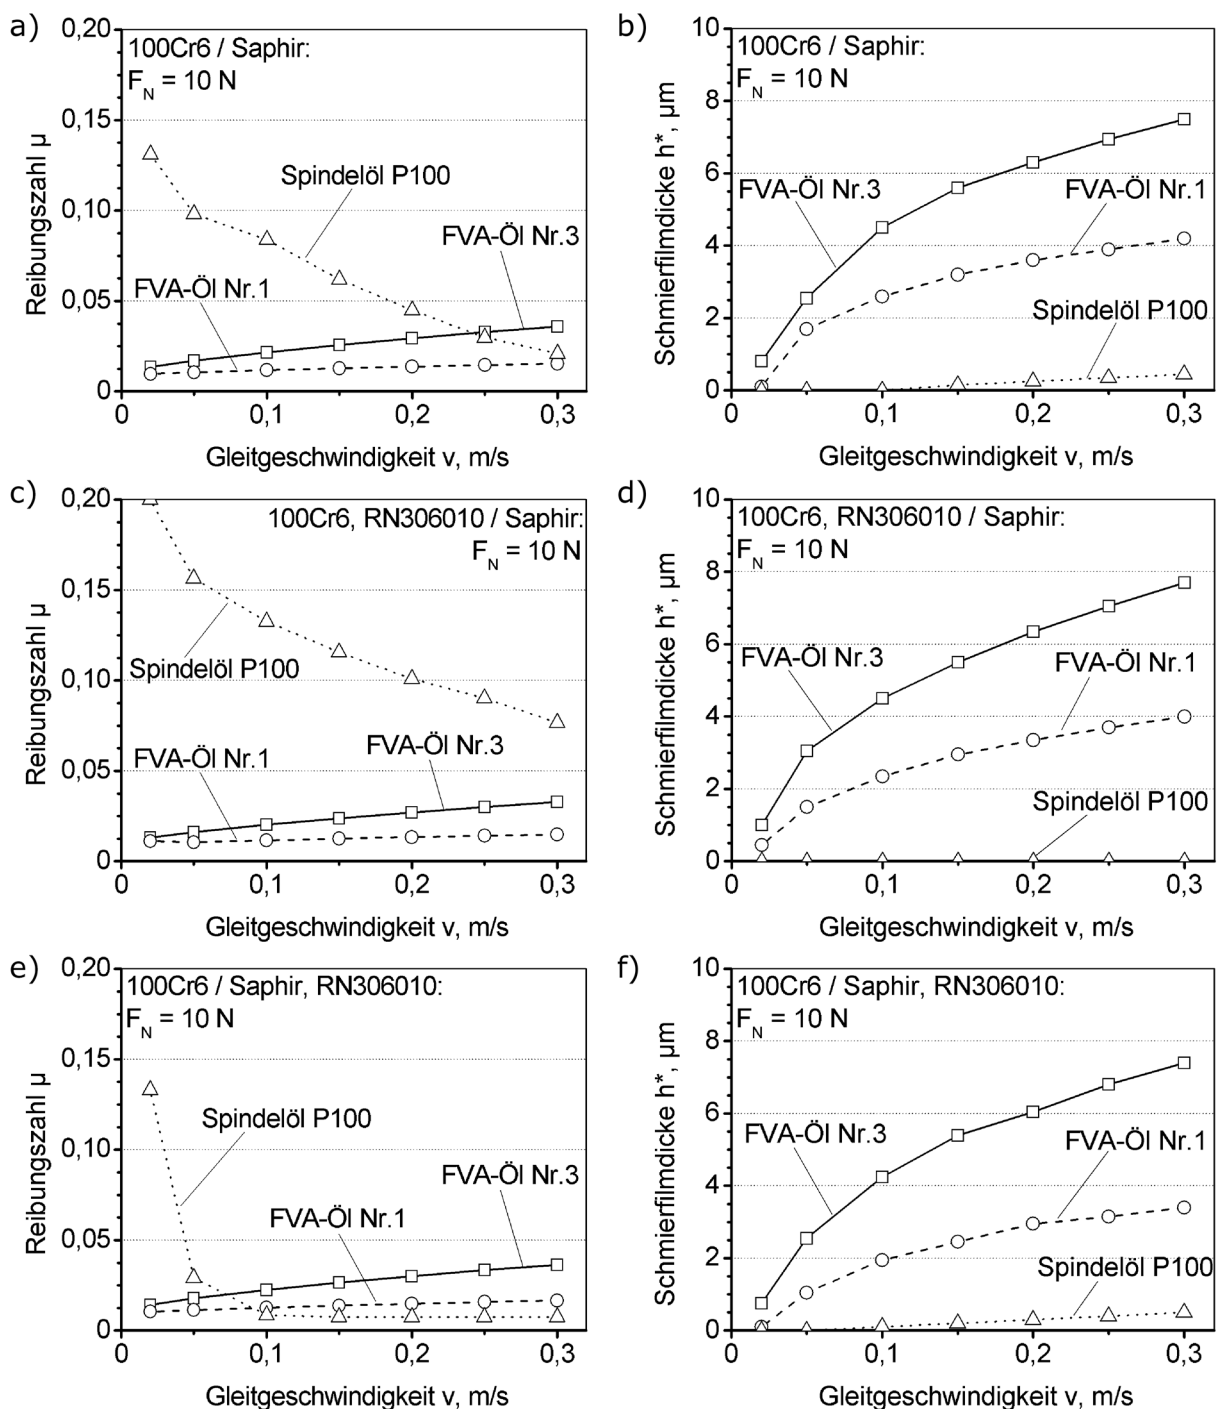 a)
0,20
0,15
0,10
0,05
0
Reibungszahl µ
100Cr6 / Saphir:
F_N = 10 N
Spindelöl P100
FVA-Öl Nr.3
FVA-Öl Nr.1
0 0,1 0,2 0,3
Gleitgeschwindigkeit v, m/s
b)
10
8
6
4
2
0
Schmierfilmdicke h*, µm
100Cr6 / Saphir:
F_N = 10 N
FVA-Öl Nr.3
FVA-Öl Nr.1
Spindelöl P100
0 0,1 0,2 0,3
Gleitgeschwindigkeit v, m/s
c)
0,20
0,15
0,10
0,05
0
Reibungszahl µ
100Cr6, RN306010 / Saphir:
F_N = 10 N
Spindelöl P100
FVA-Öl Nr.3
FVA-Öl Nr.1
0 0,1 0,2 0,3
Gleitgeschwindigkeit v, m/s
d)
10
8
6
4
2
0
Schmierfilmdicke h*, µm
100Cr6, RN306010 / Saphir:
F_N = 10 N
FVA-Öl Nr.3
FVA-Öl Nr.1
Spindelöl P100
0 0,1 0,2 0,3
Gleitgeschwindigkeit v, m/s
e)
0,20
0,15
0,10
0,05
0
Reibungszahl µ
100Cr6 / Saphir, RN306010:
F_N = 10 N
Spindelöl P100
FVA-Öl Nr.3
FVA-Öl Nr.1
0 0,1 0,2 0,3
Gleitgeschwindigkeit v, m/s
f)
10
8
6
4
2
0
Schmierfilmdicke h*, µm
100Cr6 / Saphir, RN306010:
F_N = 10 N
FVA-Öl Nr.3
FVA-Öl Nr.1
Spindelöl P100
0 0,1 0,2 0,3
Gleitgeschwindigkeit v, m/s